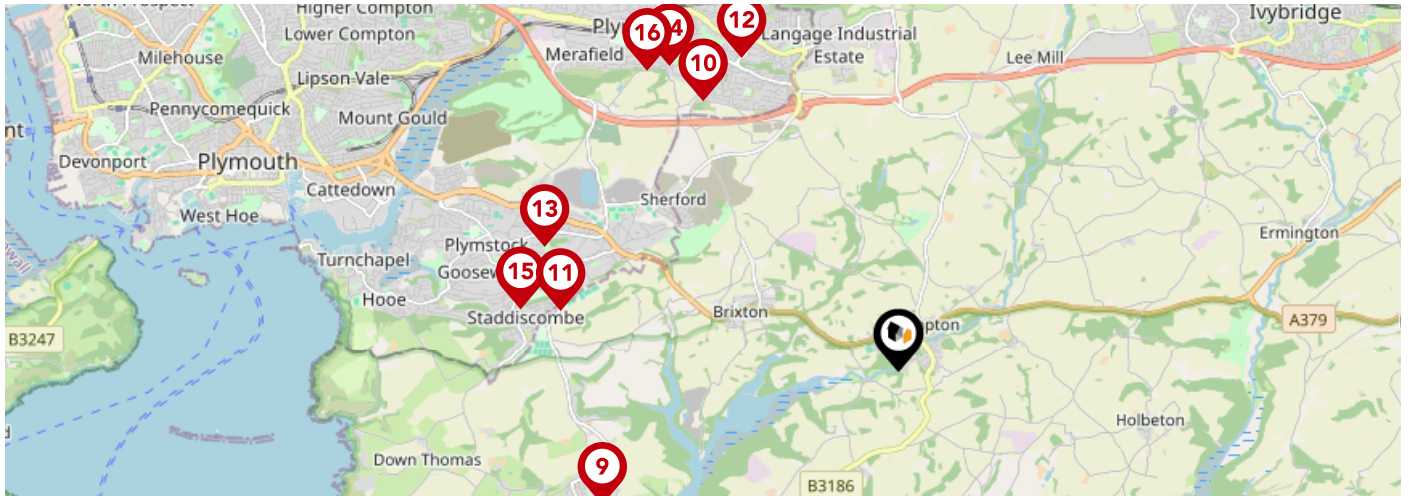 Higher Compton
Lower Compton
Milehouse
Lipson Vale
Pennycomequick
Mount Gould
Devonport
Plymouth
Cattedown
West Hoe
Turnchapel
Hooe
Plymstock
Staddiscombe
Sherford
Merafield
Langage Industrial
Estate
Lee Mill
Ivybridge
Ermington
Brixton
Holbeton
Down Thomas
B3247
A379
B3186
16
4
12
10
13
15
11
9